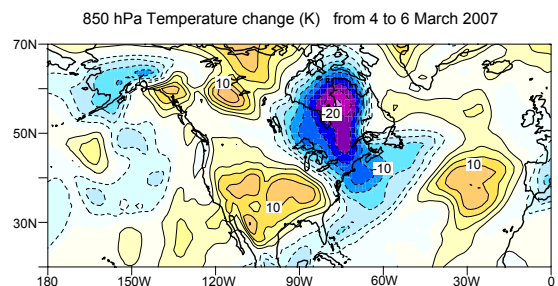 850 hPa Temperature change (K) from 4 to 6 March 2007
70N
50N
30N
10
-20
-10
10
10
180 150W 120W 90W 60W 30W 0